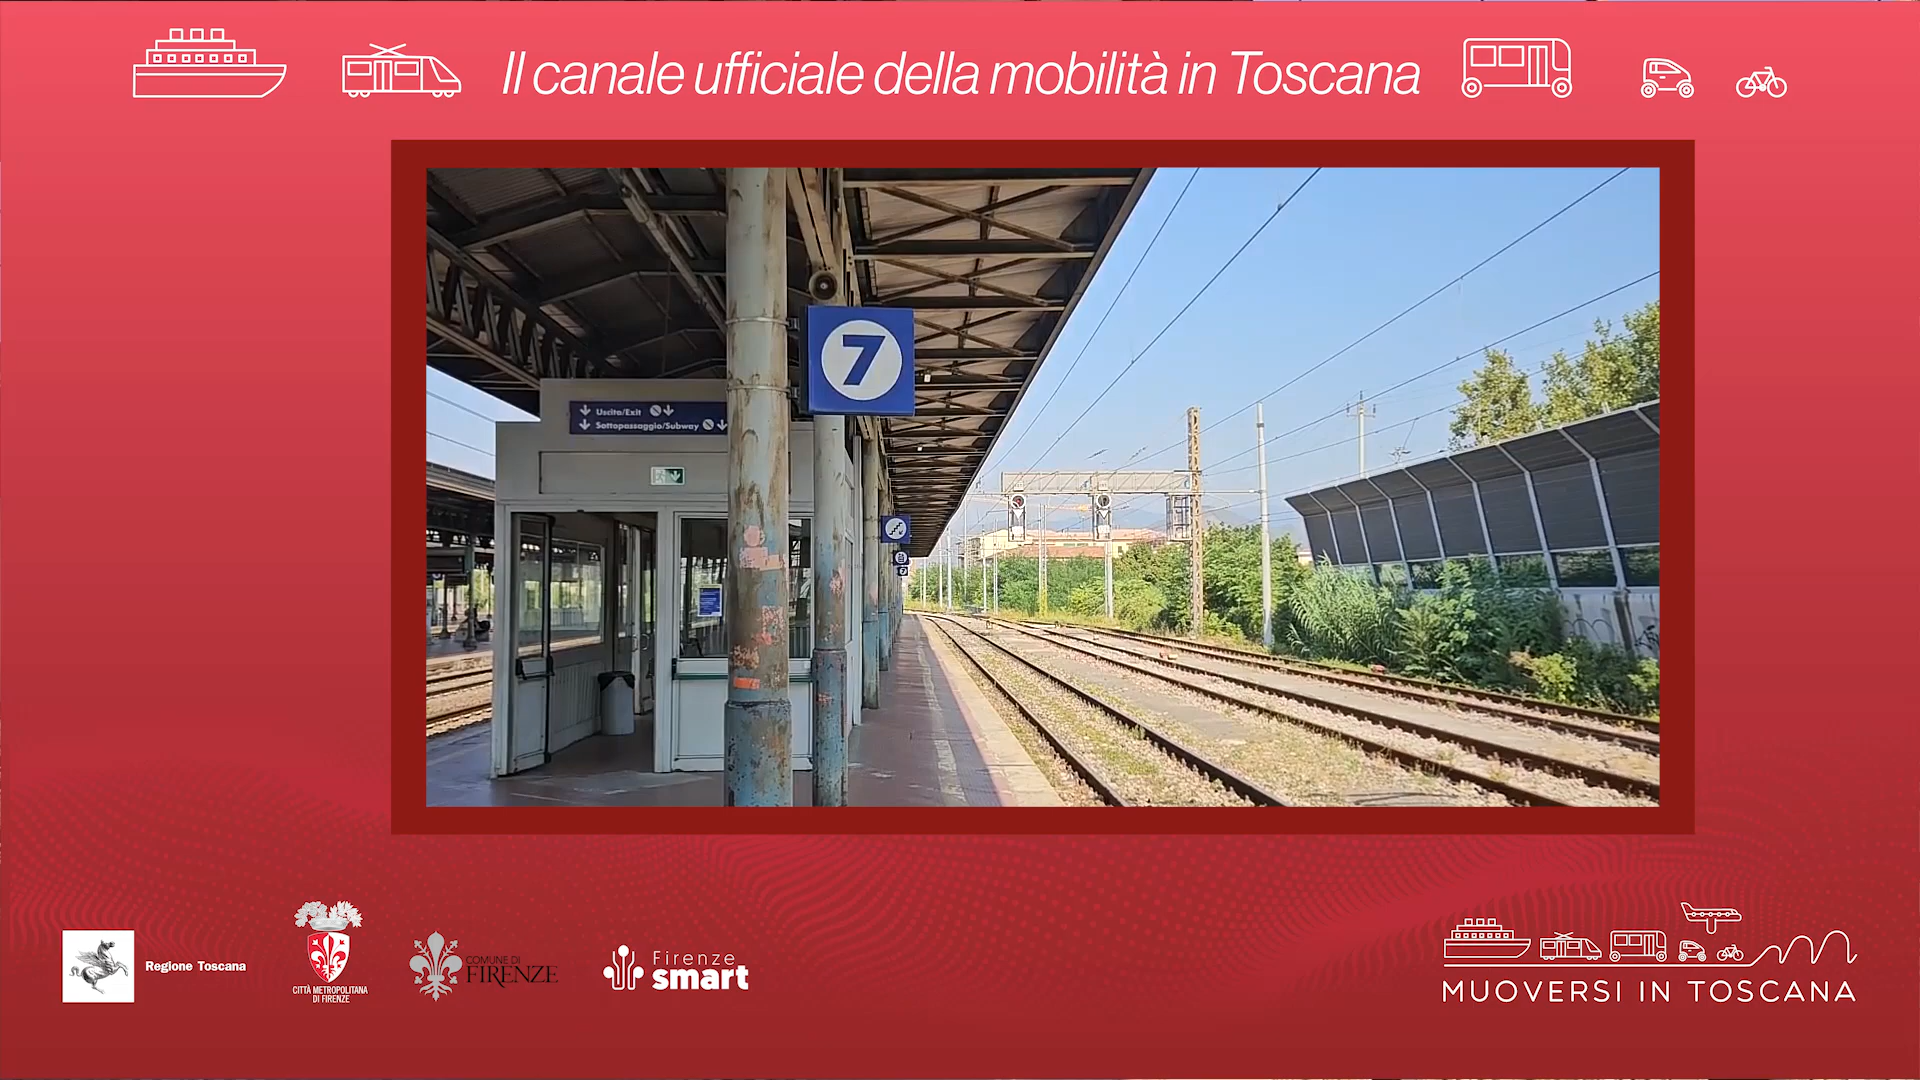 Il canale ufficiale della mobilità in Toscana
7
Uscita/Exit
Sottopassaggio/Subway
7
Regione Toscana
CITTÀ METROPOLITANA
DI FIRENZE
COMUNE DI
FIRENZE
Firenze
smart
MUOVERSI IN TOSCANA